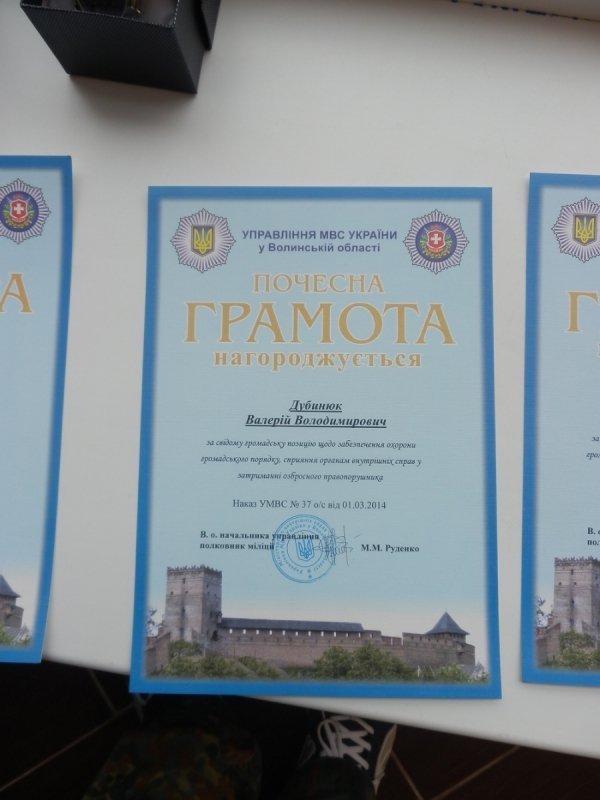 УПРАВЛІННЯ МВС УКРАЇНИ
у Волинській області
ПОЧЕСНА
ГРАМОТА
нагороджується
Дубинюк
Валерій Володимирович
за свідому громадську позицію щодо забезпечення охорони
громадського порядку, сприяння органам внутрішніх справ у
затриманні озброєного правопорушника
Наказ УМВС № 37 о/с від 01.03.2014
В. о. начальника управління
полковник міліції М.М. Руденко
А
Г